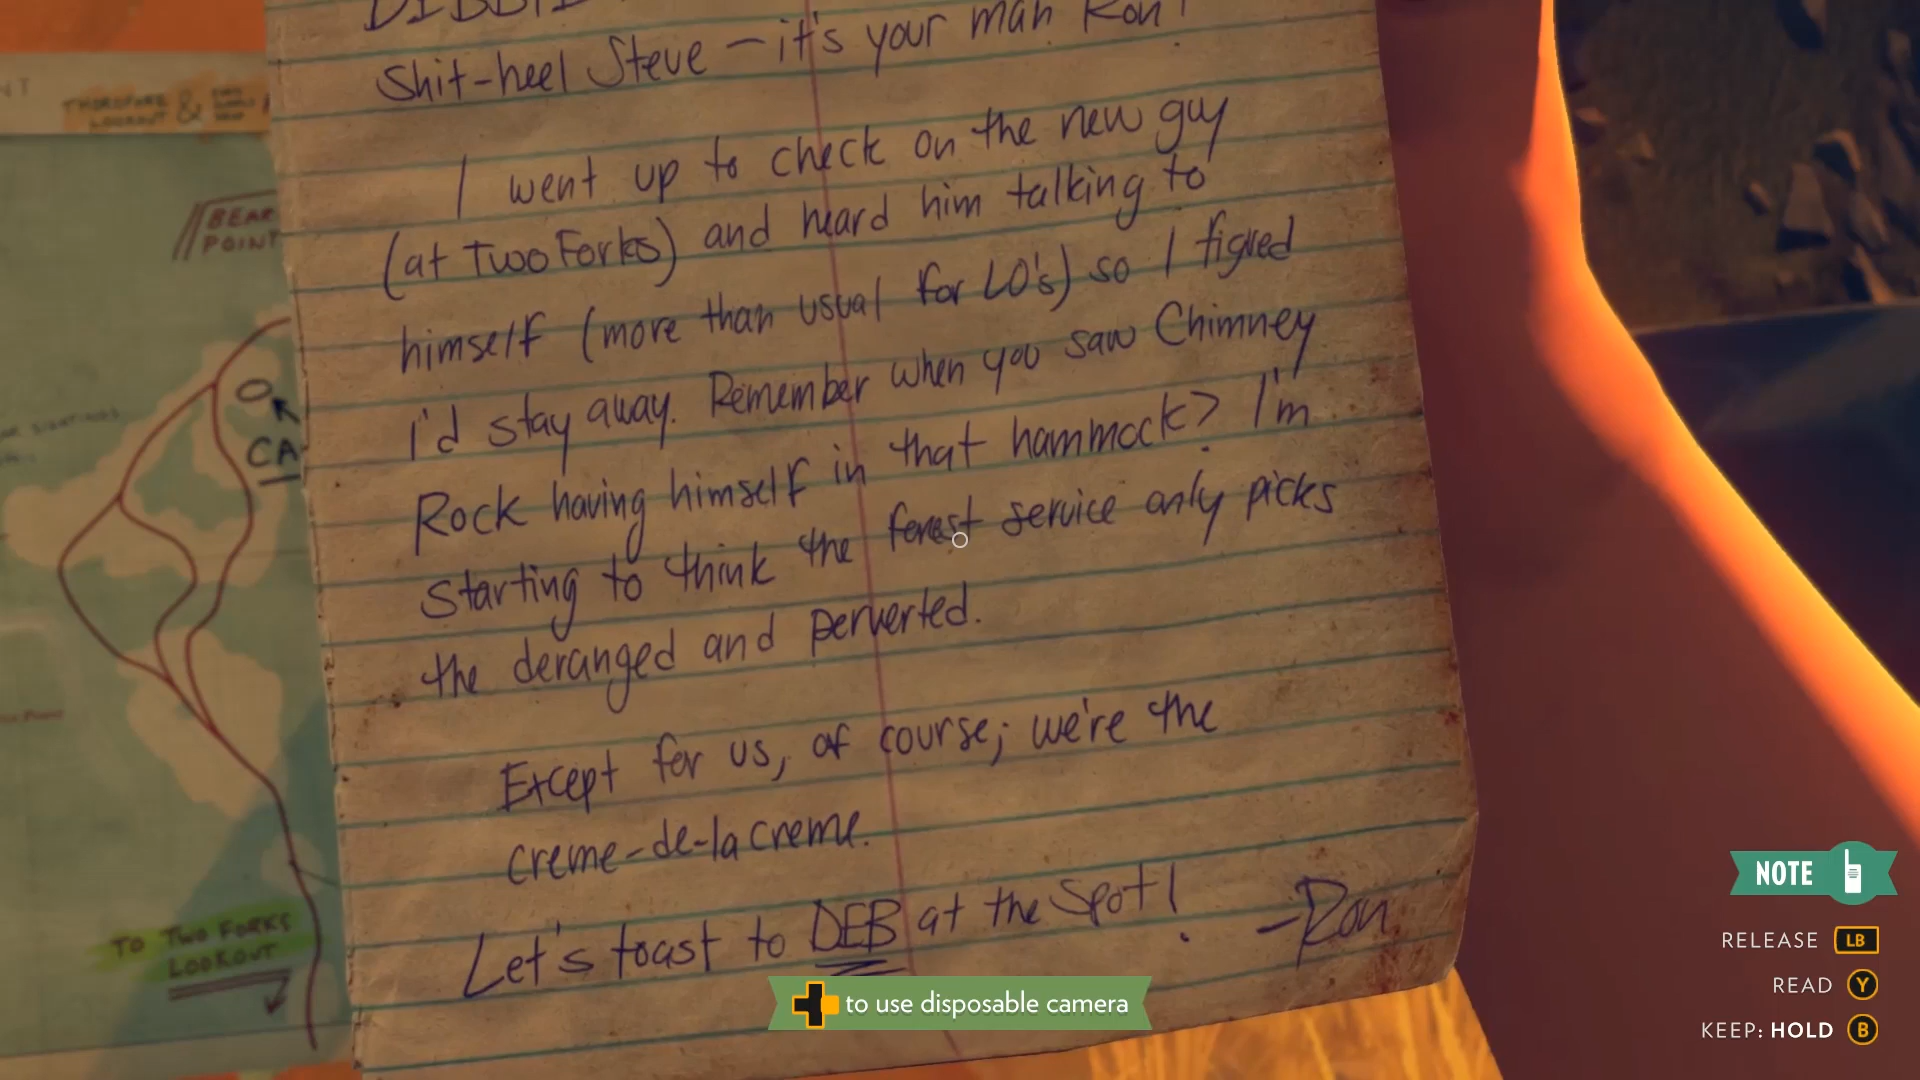 Shit-heel Steve – it's your man Ron!
I went up to check on the new guy
(at Two Forks) and heard him talking to
himself (more than usual for LO's) so I figured
i'd stay away. Remember when you saw Chimney
Rock having himself in that hammock? I'm
starting to think the forest service only picks
the deranged and perverted.
Except for us, of course; we're the
creme-de-la creme.
Let's toast to DEB at the spot! -Ron
THOROFARE
LOOKOUT &
BEAR
POINT
CA
TO TWO FORKS
LOOKOUT
to use disposable camera
NOTE
RELEASE LB
READ Y
KEEP: HOLD B